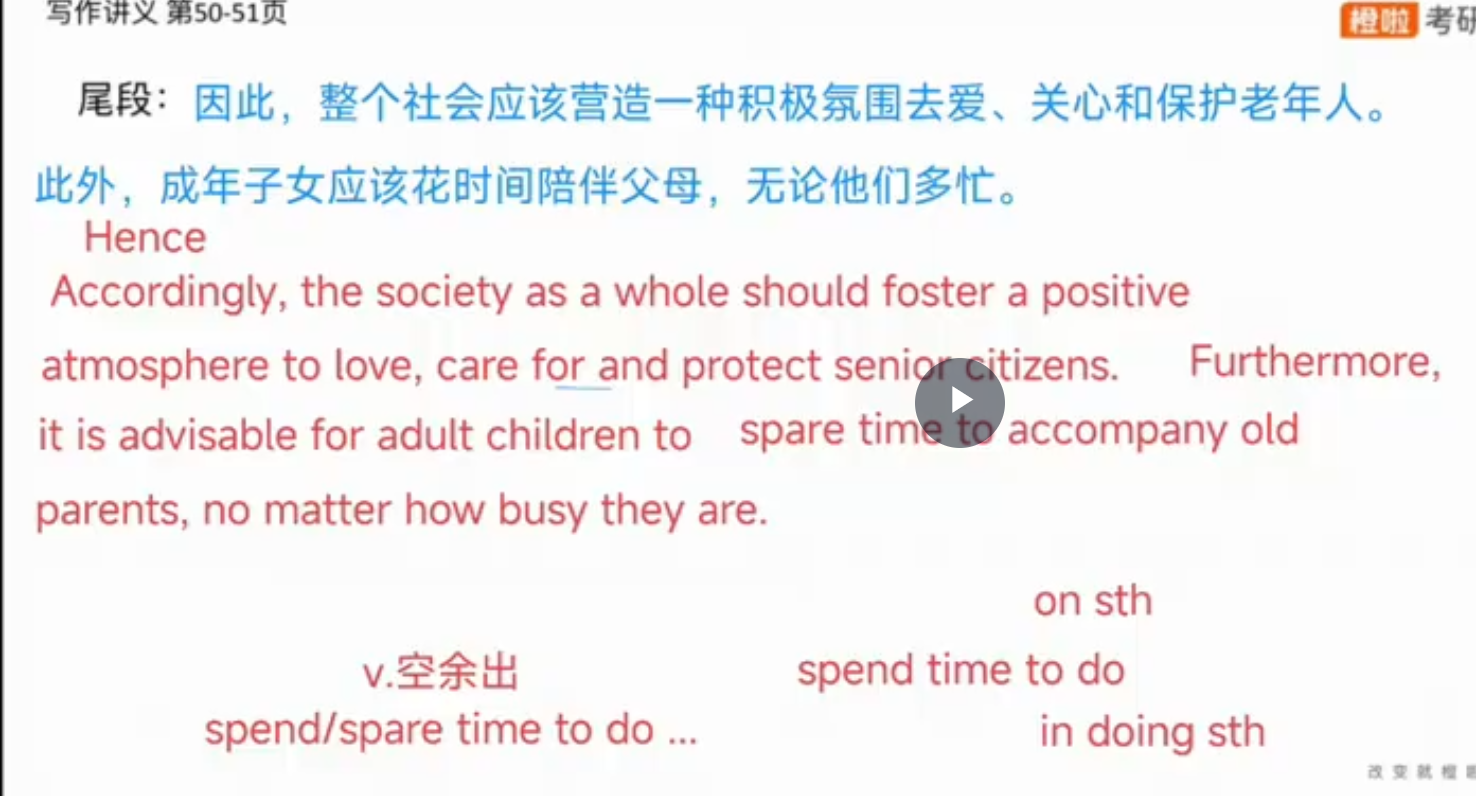 写作讲义 第50-51页
橙啦 考研
尾段：因此，整个社会应该营造一种积极氛围去爱、关心和保护老年人。
此外，成年子女应该花时间陪伴父母，无论他们多忙。
Hence
Accordingly, the society as a whole should foster a positive
atmosphere to love, care for and protect senior citizens. Furthermore,
it is advisable for adult children to spare time to accompany old
parents, no matter how busy they are.
on sth
v.空余出 spend time to do
spend/spare time to do ... in doing sth
改变就橙